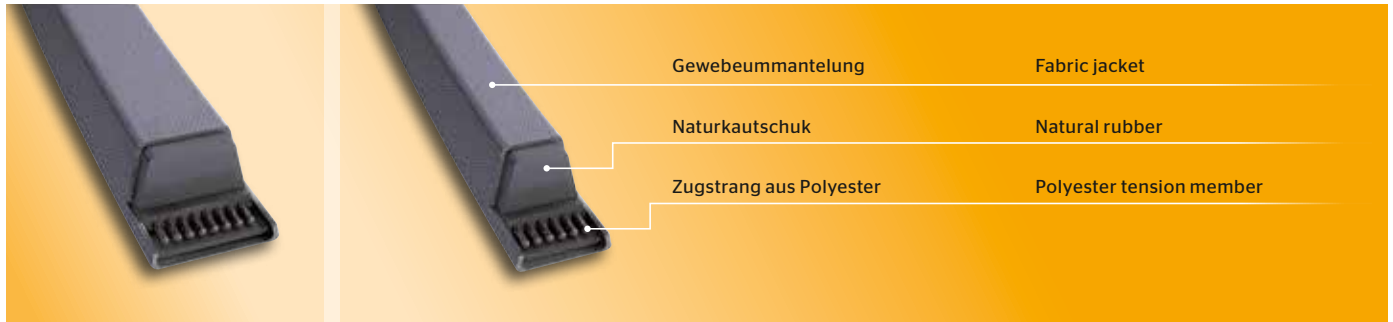 Gewebeummantelung Fabric jacket
Naturkautschuk Natural rubber
Zugstrang aus Polyester Polyester tension member